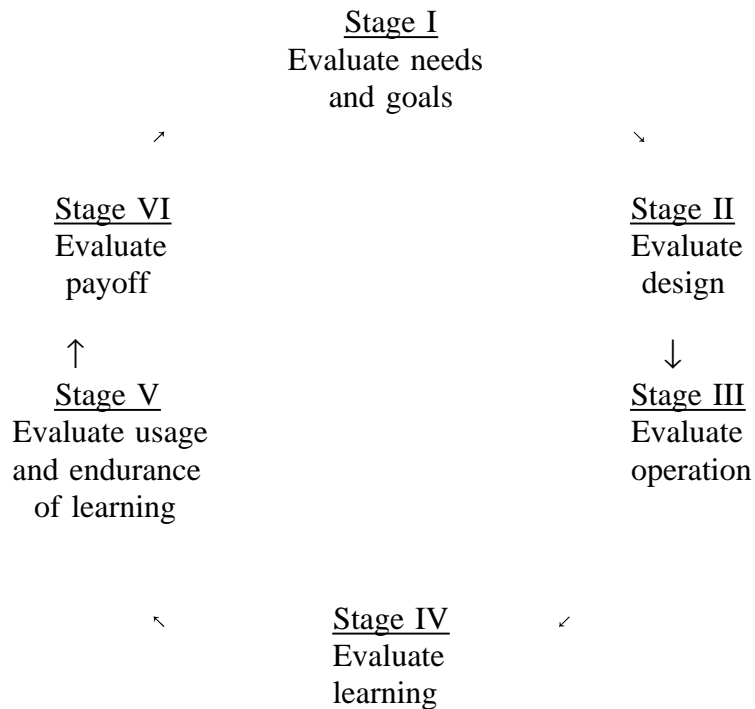 Stage I
Evaluate needs
and goals
Stage VI
Evaluate
payoff
Stage II
Evaluate
design
Stage V
Evaluate usage
and endurance
of learning
Stage III
Evaluate
operation
Stage IV
Evaluate
learning